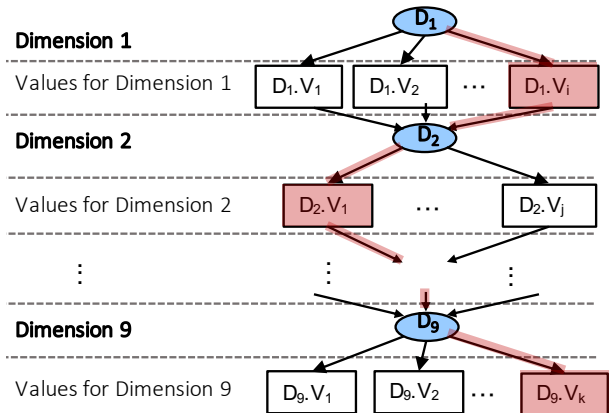 D₁
Dimension 1
Values for Dimension 1
D₁.V₁
D₁.V₂
...
D₁.Vᵢ
Dimension 2
D₂
Values for Dimension 2
D₂.V₁
...
D₂.Vⱼ
⋮
⋮
⋮
Dimension 9
D₉
Values for Dimension 9
D₉.V₁
D₉.V₂
...
D₉.Vₖ